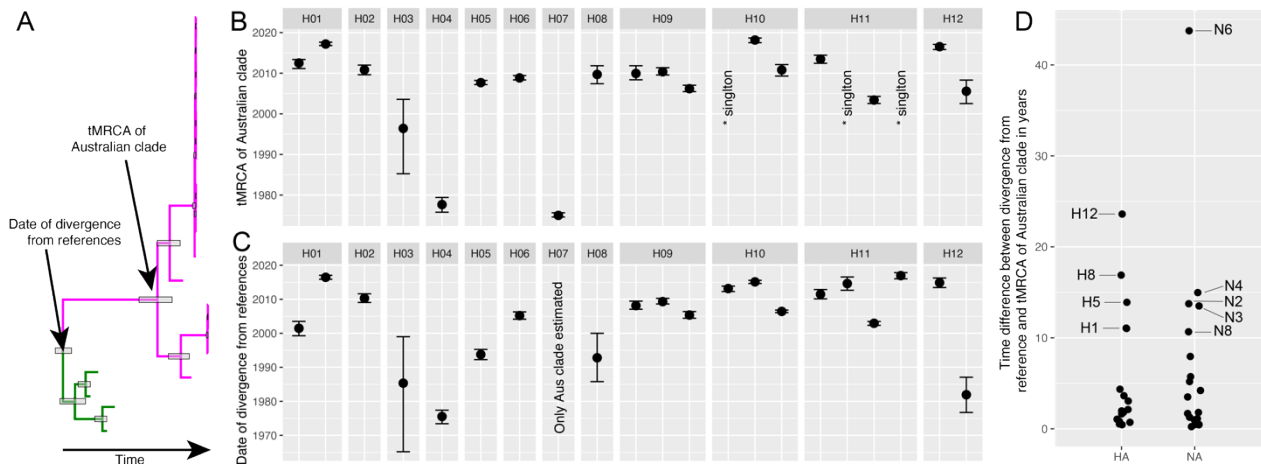 A
tMRCA of
Australian clade
Date of divergence
from references
Time
B
H01 H02 H03 H04 H05 H06 H07 H08 H09 H10 H11 H12
tMRCA of Australian clade
2020
2010
2000
1990
1980
* singlton
* singlton
* singlton
C
H01 H02 H03 H04 H05 H06 H07 H08 H09 H10 H11 H12
Date of divergence from references
2020
2010
2000
1990
1980
1970
Only Aus clade estimated
D
Time difference between divergence from
reference and tMRCA of Australian clade in years
40
30
20
10
0
N6
H12
H8
N4
H5
N2
N3
H1
N8
HA NA